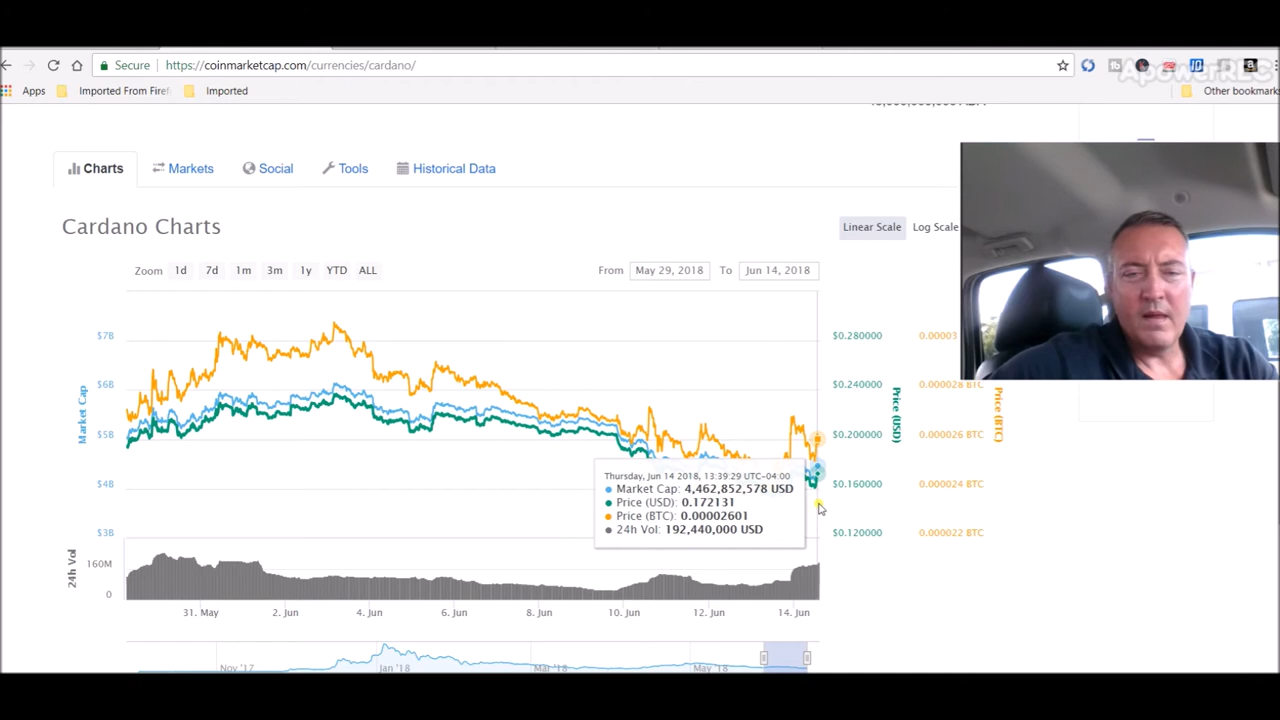 Secure https://coinmarketcap.com/currencies/cardano/
ApowerREC
Apps Imported From Firef Imported Other bookmarks
Charts Markets Social Tools Historical Data
Cardano Charts
Linear Scale Log Scale
Zoom 1d 7d 1m 3m 1y YTD ALL From May 29, 2018 To Jun 14, 2018
$7B $0.280000 0.00003
$6B $0.240000 0.000028 BTC
Market Cap
Price (USD)
Price (BTC)
$5B $0.200000 0.000026 BTC
$4B $0.160000 0.000024 BTC
$3B $0.120000 0.000022 BTC
Thursday, Jun 14 2018, 13:39:29 UTC-04:00
Market Cap: 4,462,852,578 USD
Price (USD): 0.172131
Price (BTC): 0.00002601
24h Vol: 192,440,000 USD
24h Vol
160M
0
31. May 2. Jun 4. Jun 6. Jun 8. Jun 10. Jun 12. Jun 14. Jun
Nov '17 Jan '18 Mar '18 May '18